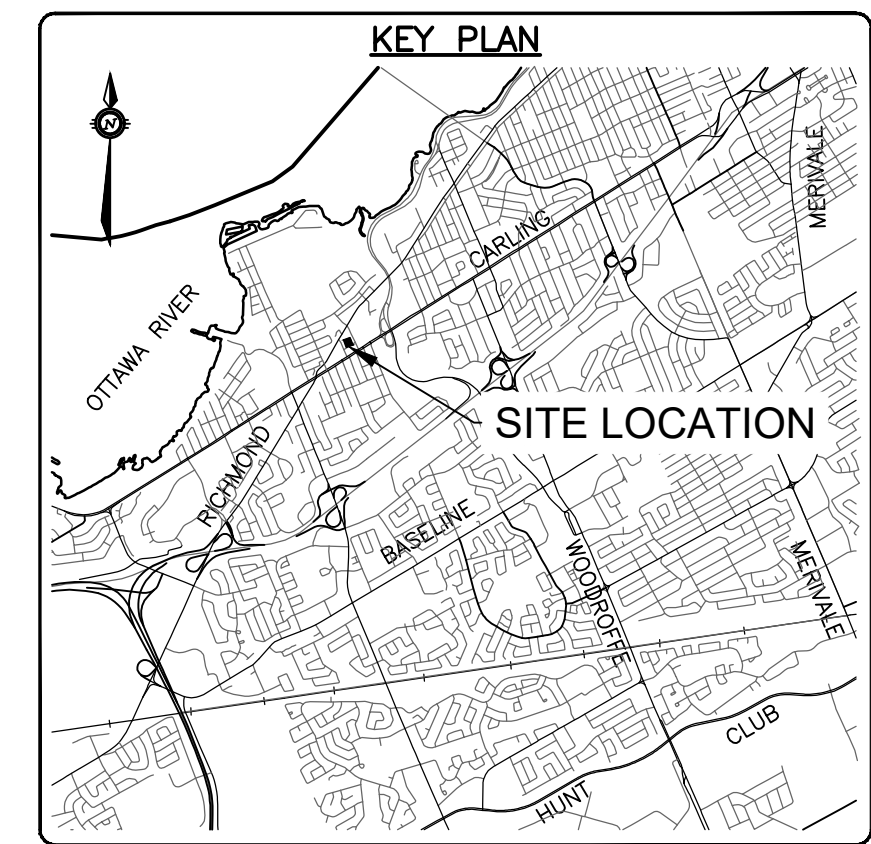 KEY PLAN
N
MERIVALE
CARLING
OTTAWA RIVER
SITE LOCATION
RICHMOND
BASELINE
WOODROFFE
MERIVALE
CLUB
HUNT